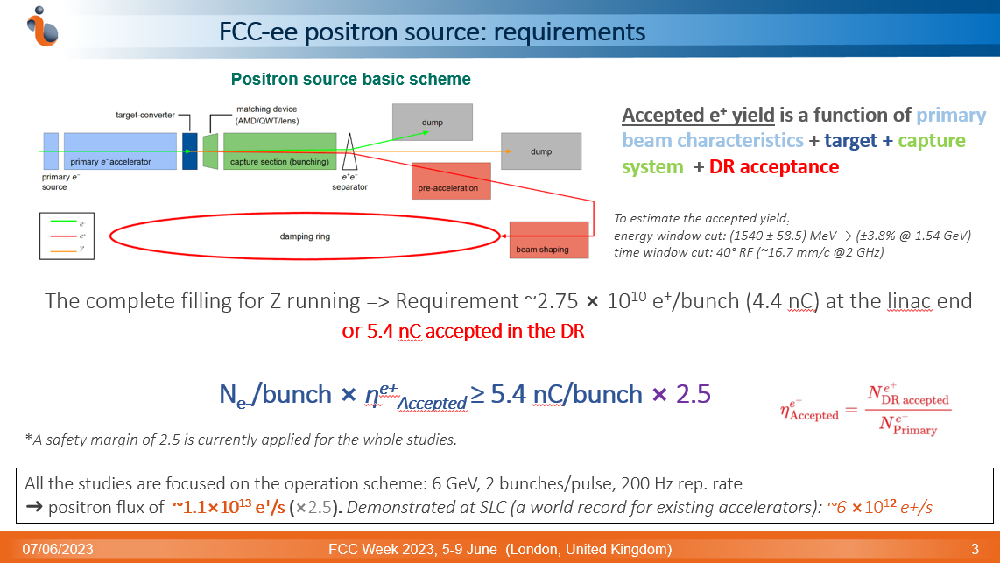 FCC-ee positron source: requirements
Positron source basic scheme
target-converter
matching device
(AMD/QWT/lens)
dump
primary e⁻ accelerator
capture section (bunching)
dump
primary e⁻
source
e⁺e⁻
separator
pre-acceleration
e⁻
e⁺
γ
damping ring
beam shaping
Accepted e⁺ yield is a function of primary
beam characteristics + target + capture
system + DR acceptance
To estimate the accepted yield:
energy window cut: (1540 ± 58.5) MeV → (±3.8% @ 1.54 GeV)
time window cut: 40° RF (~16.7 mm/c @2 GHz)
The complete filling for Z running => Requirement ~2.75 × 10¹⁰ e⁺/bunch (4.4 nC) at the linac end
or 5.4 nC accepted in the DR
Nₑ₋/bunch × η^{e+}_{Accepted} ≥ 5.4 nC/bunch × 2.5
η^{e⁺}_{Accepted} = N^{e⁺}_{DR accepted} / N^{e⁻}_{Primary}
*A safety margin of 2.5 is currently applied for the whole studies.
All the studies are focused on the operation scheme: 6 GeV, 2 bunches/pulse, 200 Hz rep. rate
➔ positron flux of ~1.1×10¹³ e⁺/s (×2.5). Demonstrated at SLC (a world record for existing accelerators): ~6 ×10¹² e+/s
07/06/2023
FCC Week 2023, 5-9 June (London, United Kingdom)
3